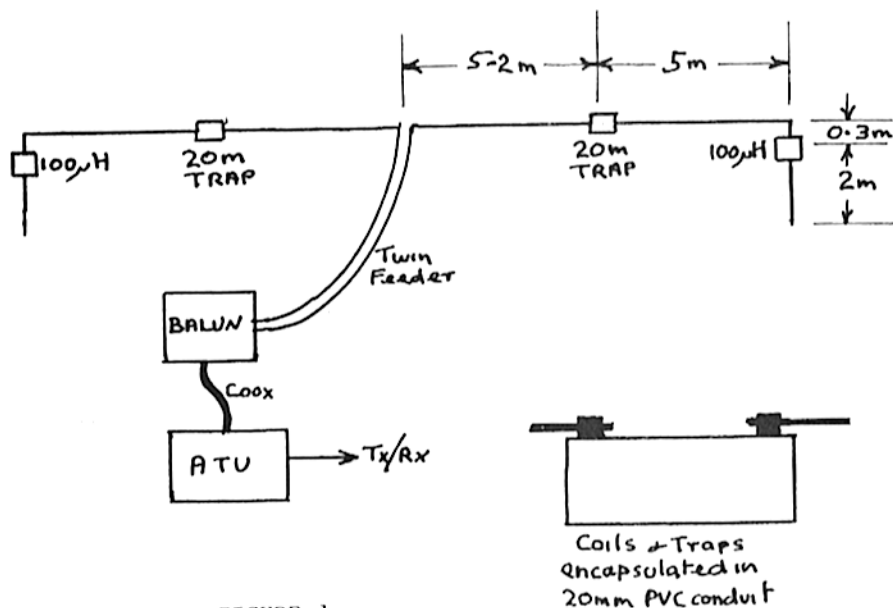 5-2m
5m
0.3m
2m
100μH
20m
TRAP
20m
TRAP
100μH
Twin
Feeder
BALUN
Coax
ATU
Tx/Rx
Coils & Traps
encapsulated in
20mm PVC conduit